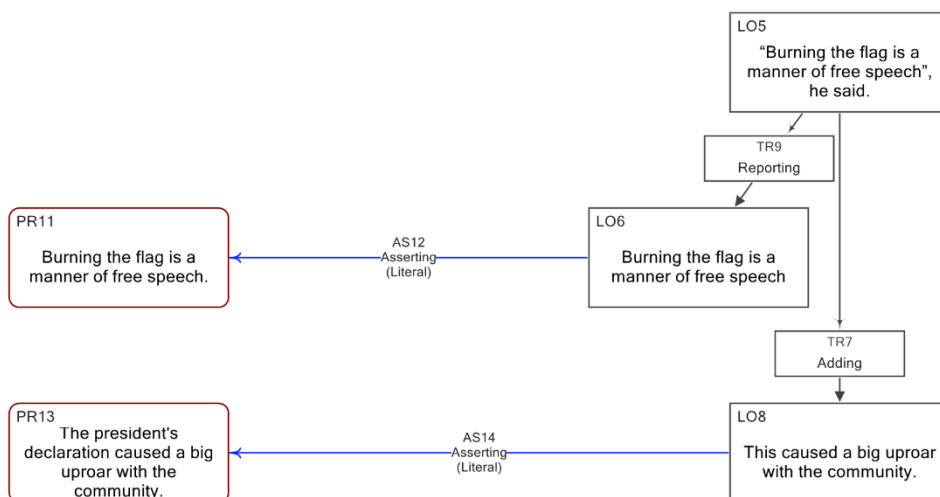 LO5
“Burning the flag is a
manner of free speech”,
he said.
TR9
Reporting
PR11
Burning the flag is a
manner of free speech.
AS12
Asserting
(Literal)
LO6
Burning the flag is a
manner of free speech
TR7
Adding
PR13
The president's
declaration caused a big
uproar with the
community.
AS14
Asserting
(Literal)
LO8
This caused a big uproar
with the community.